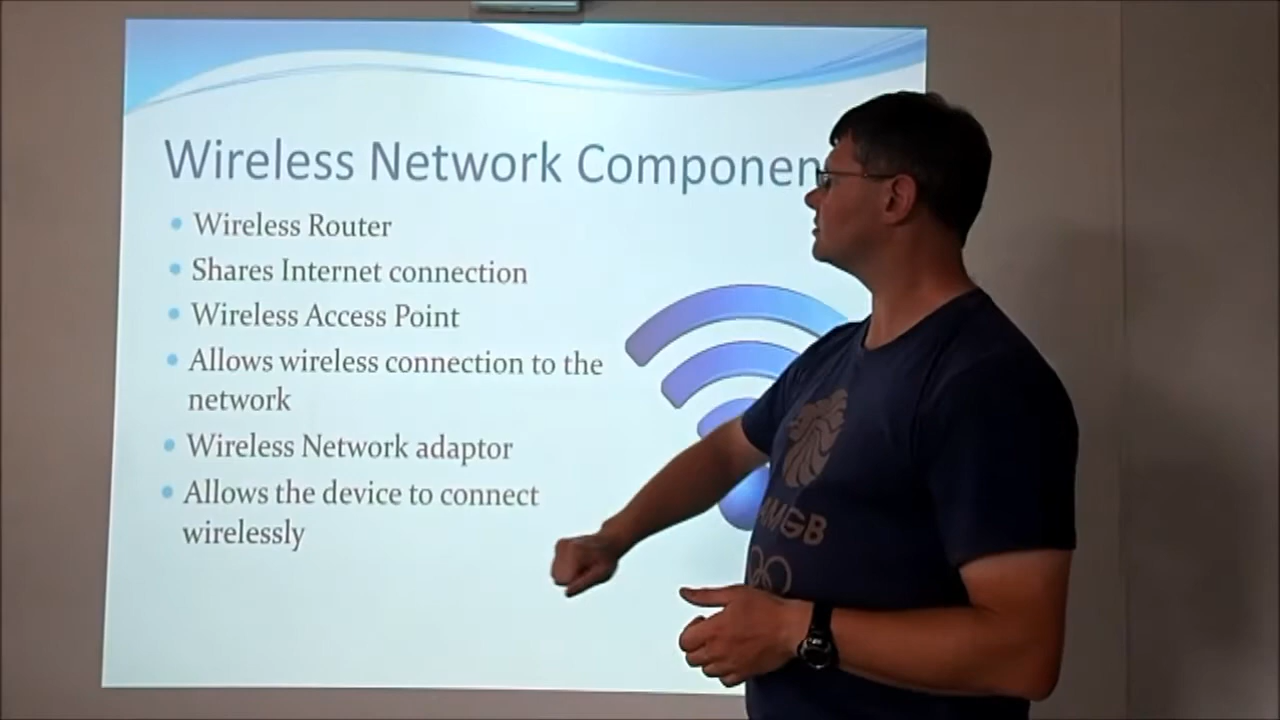 Wireless Network Componen
Wireless Router
Shares Internet connection
Wireless Access Point
Allows wireless connection to the
network
Wireless Network adaptor
Allows the device to connect
wirelessly
MGB